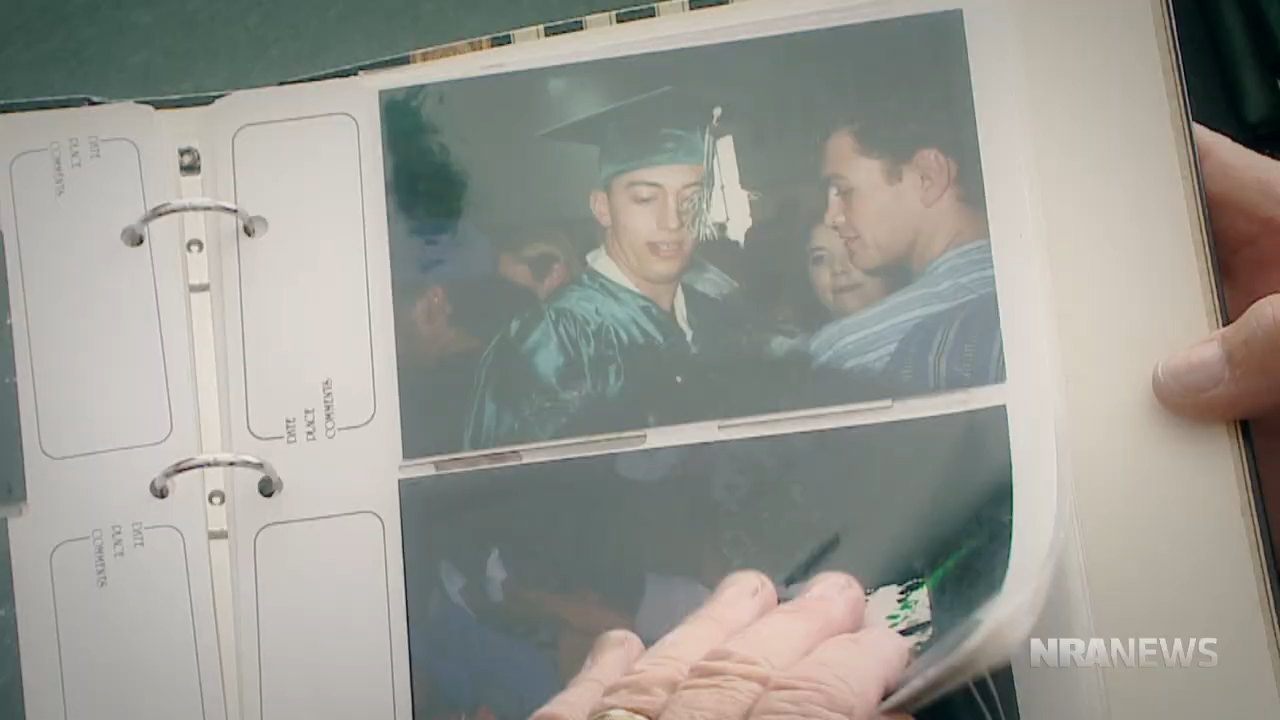 DATE
PLACE
COMMENTS
DATE
PLACE
COMMENTS
DATE
PLACE
COMMENTS
NRANEWS